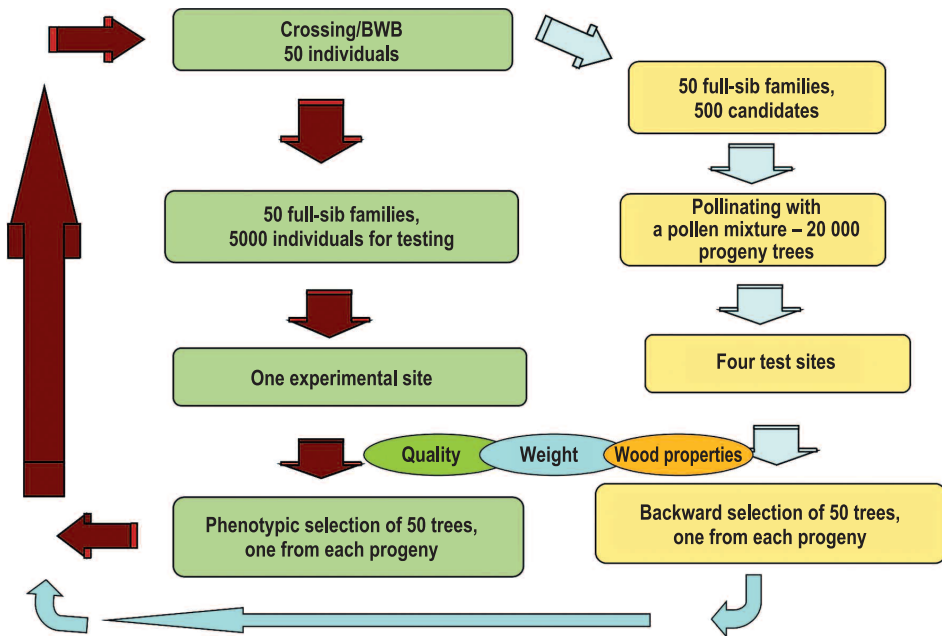 Crossing/BWB
50 individuals
50 full-sib families,
500 candidates
50 full-sib families,
5000 individuals for testing
Pollinating with
a pollen mixture – 20 000
progeny trees
One experimental site
Four test sites
Quality
Weight
Wood properties
Phenotypic selection of 50 trees,
one from each progeny
Backward selection of 50 trees,
one from each progeny